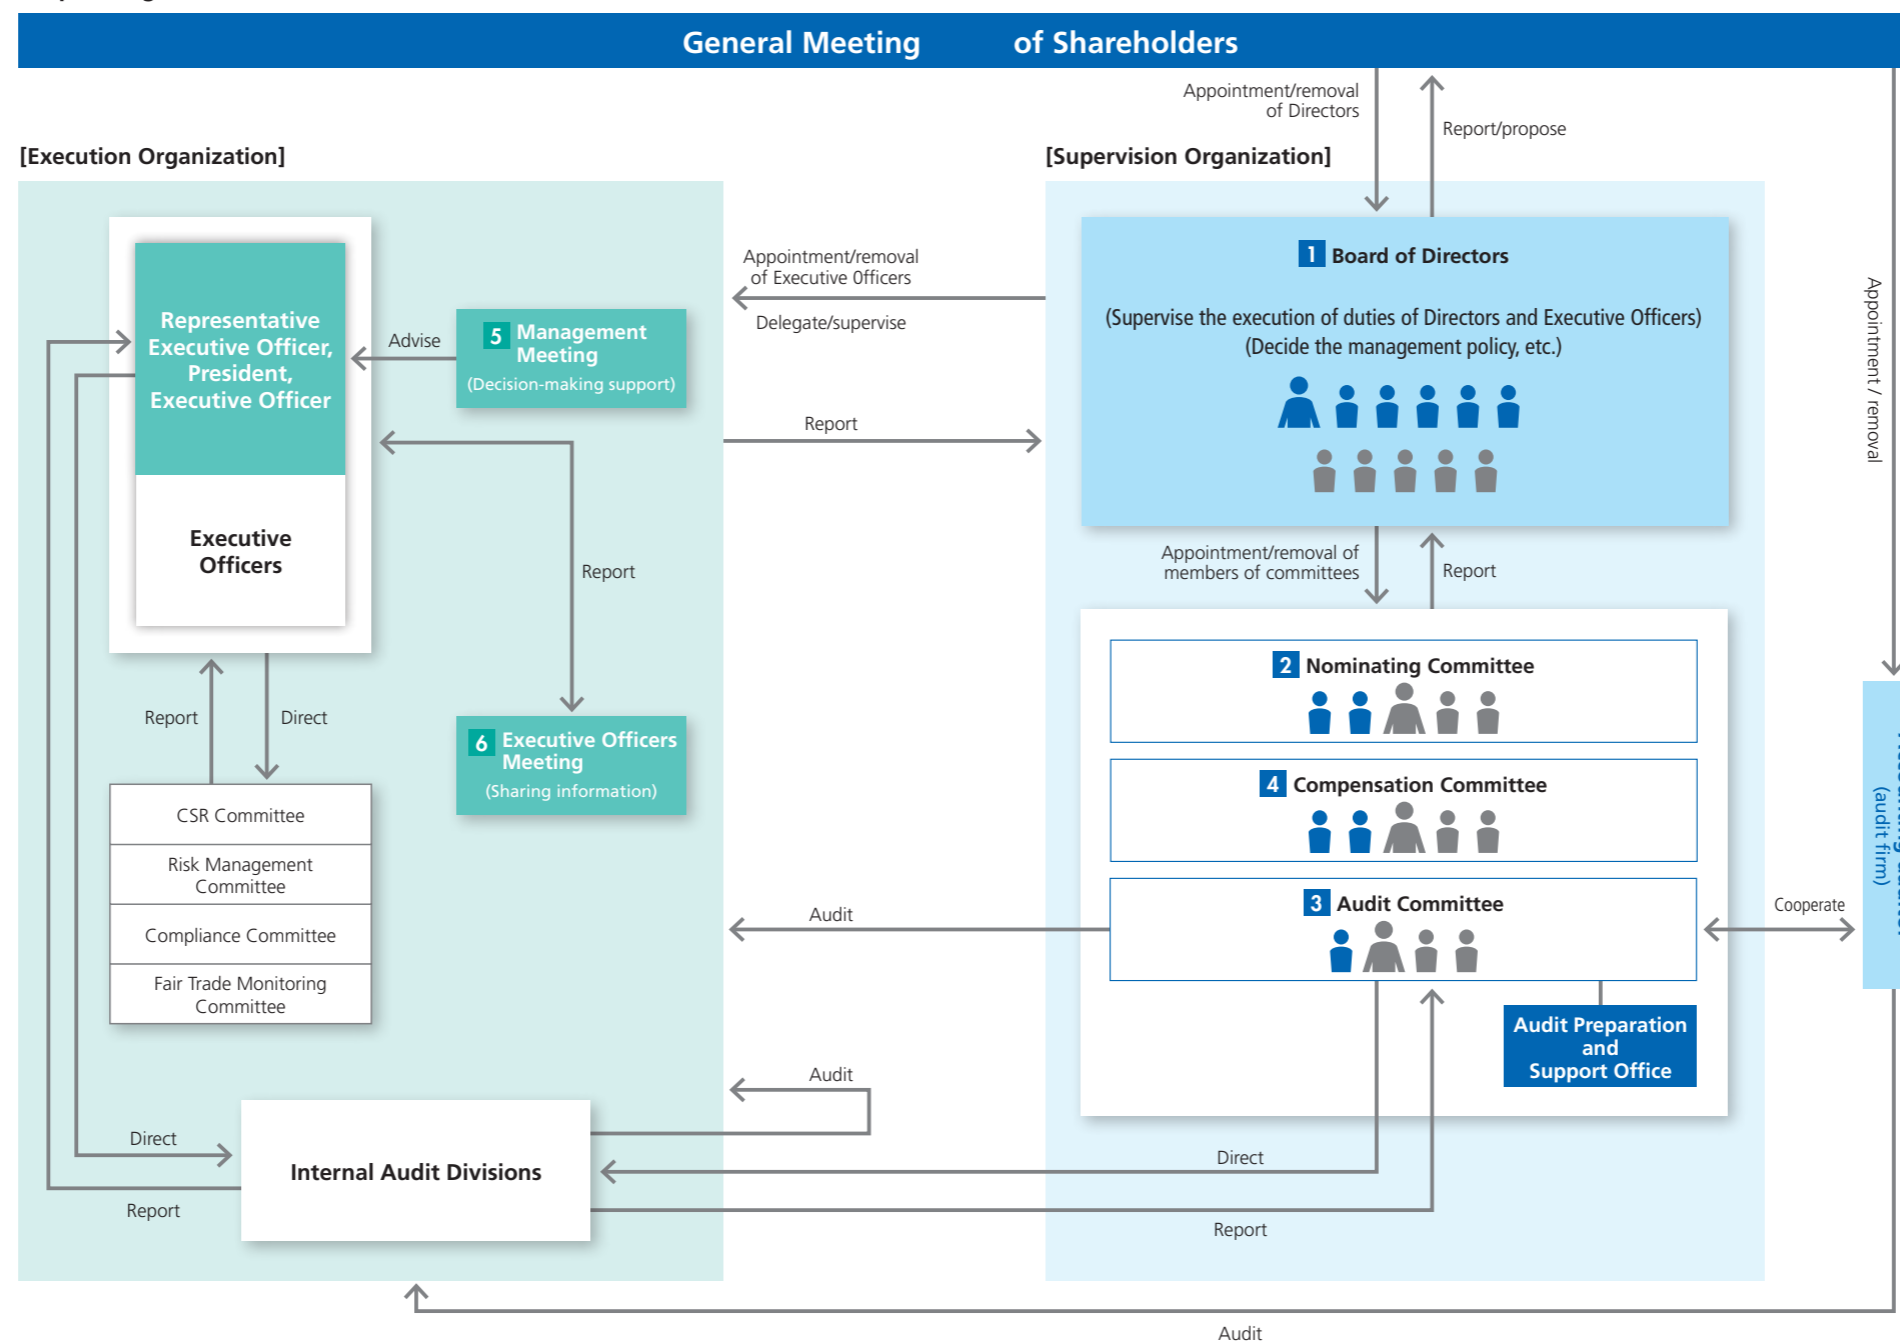 General Meeting of Shareholders
Appointment/removal
of Directors
Report/propose
[Execution Organization]
[Supervision Organization]
Representative
Executive Officer,
President,
Executive Officer
Executive
Officers
Advise
5 Management
Meeting
(Decision-making support)
Appointment/removal
of Executive 0fficers
Delegate/supervise
Report
1 Board of Directors
(Supervise the execution of duties of Directors and Executive Officers)
(Decide the management policy, etc.)
Appointment / removal
Report
Appointment/removal of
members of committees
Report
Report
Direct
6 Executive Officers
Meeting
(Sharing information)
2 Nominating Committee
4 Compensation Committee
3 Audit Committee
CSR Committee
Risk Management
Committee
Compliance Committee
Fair Trade Monitoring
Committee
Audit
Cooperate
(audit firm)
Audit Preparation
and
Support Office
Audit
Direct
Internal Audit Divisions
Direct
Report
Report
Audit